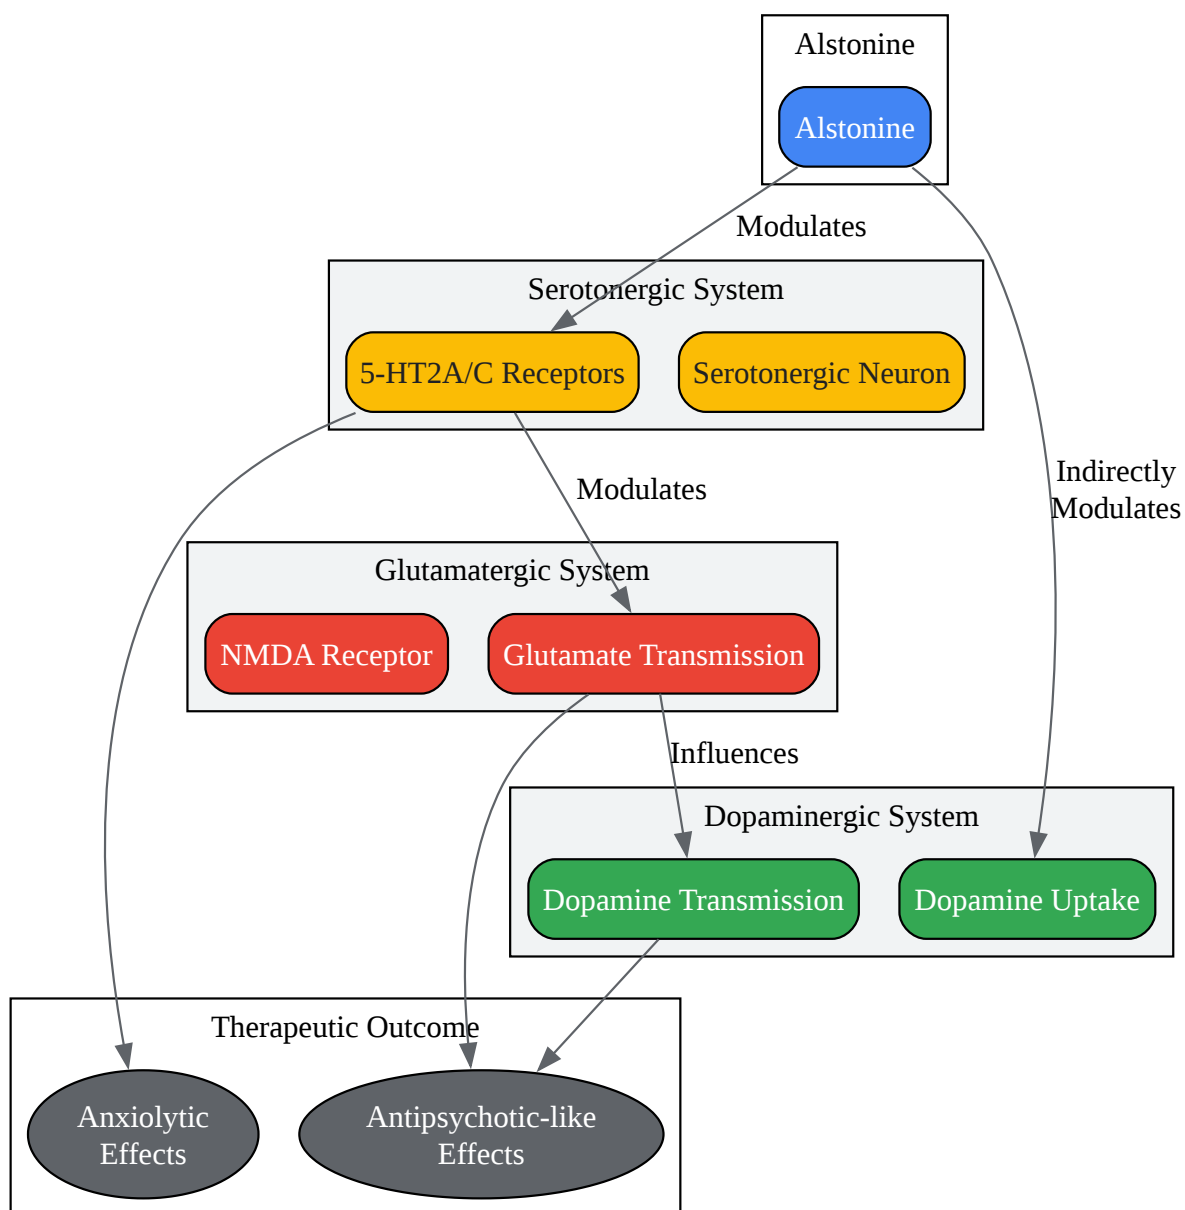 Alstonine
Alstonine
Modulates
Serotonergic System
5-HT2A/C Receptors
Serotonergic Neuron
Indirectly
Modulates
Modulates
Glutamatergic System
NMDA Receptor
Glutamate Transmission
Influences
Dopaminergic System
Dopamine Transmission
Dopamine Uptake
Therapeutic Outcome
Anxiolytic
Effects
Antipsychotic-like
Effects